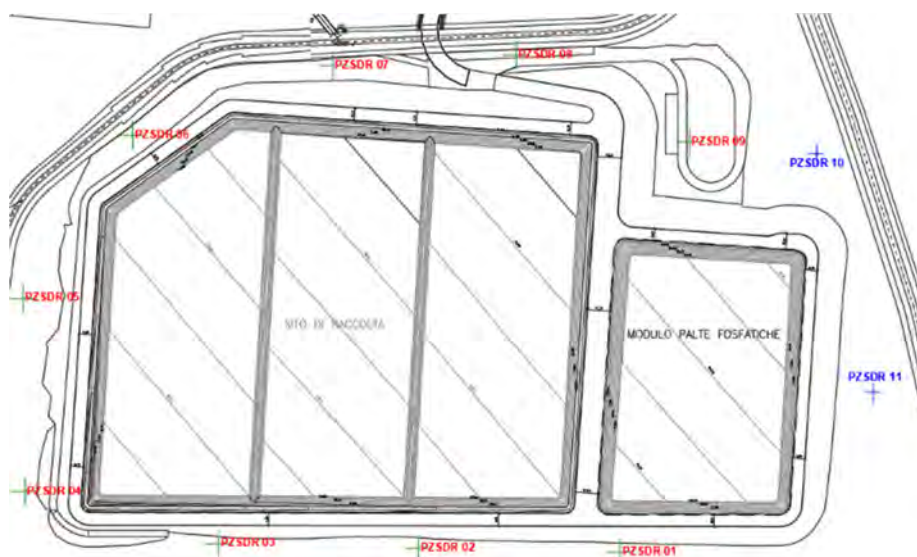 PZSDR 08
PZSDR 07
PZSDR 06
PZSDR 09
PZSDR 10
PZSDR 05
SITO DI RACCOLTA
MODULO PALTE FOSFATICHE
PZSDR 11
PZSDR 04
PZSDR 03
PZSDR 02
PZSDR 01